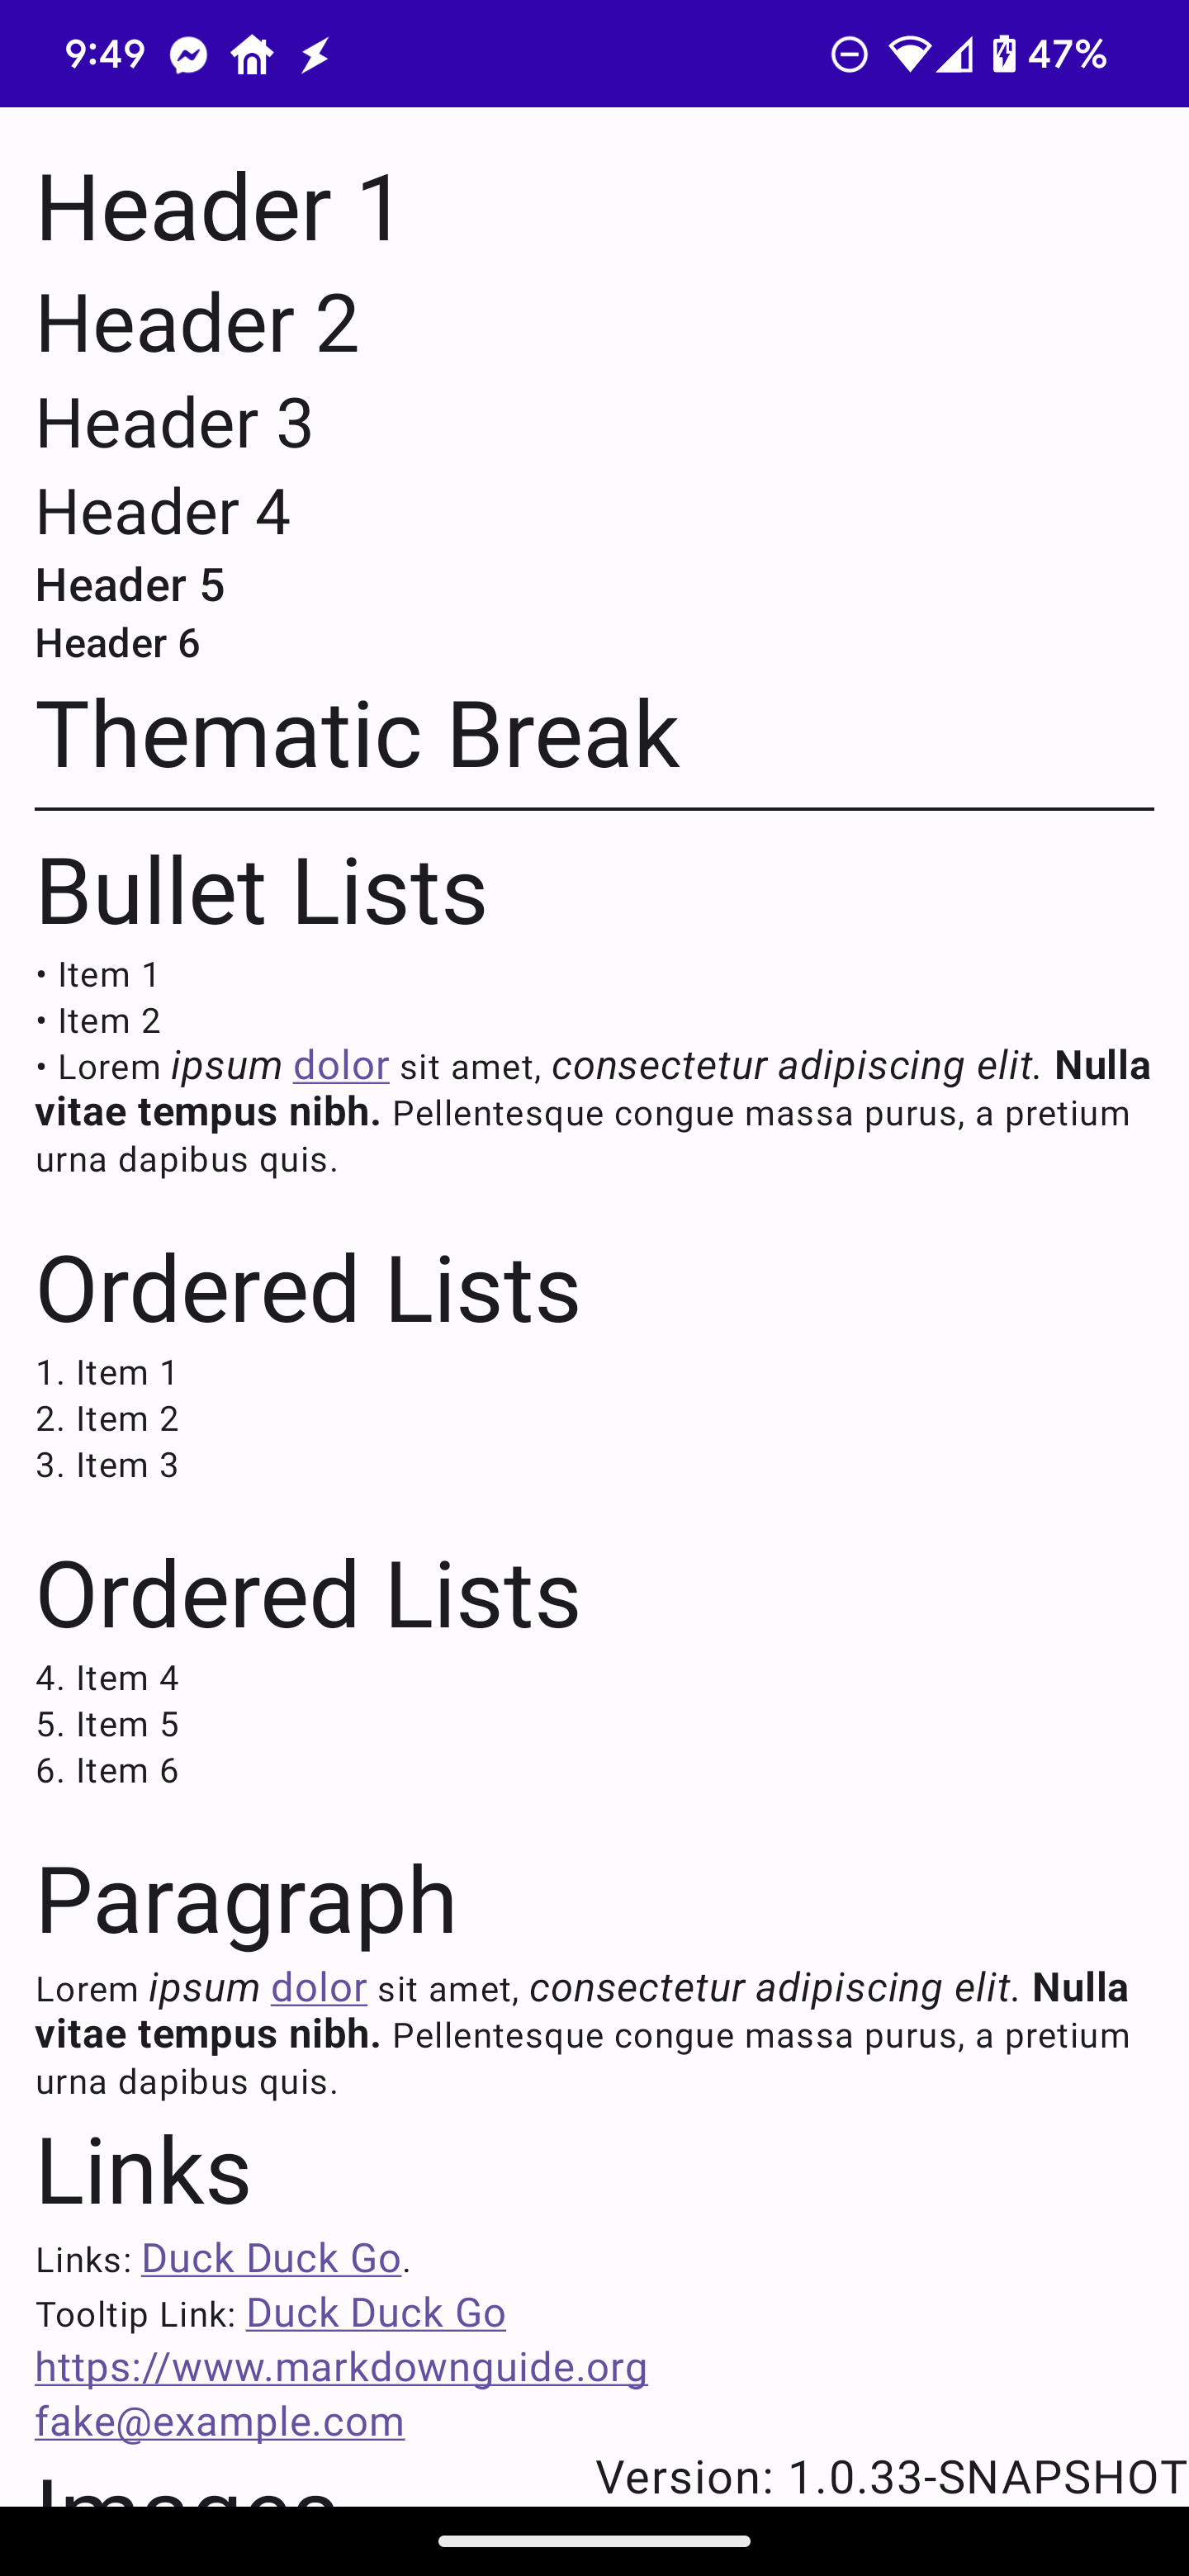 9:49 47%
Header 1
Header 2
Header 3
Header 4
Header 5
Header 6
Thematic Break
Bullet Lists
• Item 1
• Item 2
• Lorem ipsum dolor sit amet, consectetur adipiscing elit. Nulla
vitae tempus nibh. Pellentesque congue massa purus, a pretium
urna dapibus quis.
Ordered Lists
1. Item 1
2. Item 2
3. Item 3
Ordered Lists
4. Item 4
5. Item 5
6. Item 6
Paragraph
Lorem ipsum dolor sit amet, consectetur adipiscing elit. Nulla
vitae tempus nibh. Pellentesque congue massa purus, a pretium
urna dapibus quis.
Links
Links: Duck Duck Go.
Tooltip Link: Duck Duck Go
https://www.markdownguide.org
fake@example.com
Version: 1.0.33-SNAPSHOT
Images